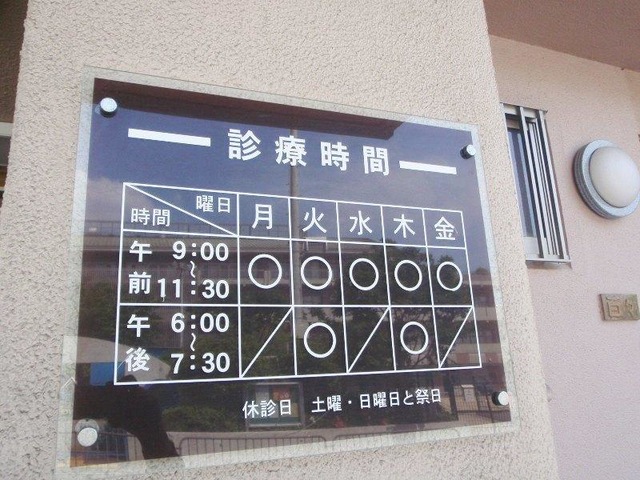 診療時間
曜日 月 火 水 木 金
時間
午前 9:00～11:30 ○ ○ ○ ○ ○
午後 6:00～7:30 ／ ○ ／ ○ ／
休診日 土曜・日曜日と祭日